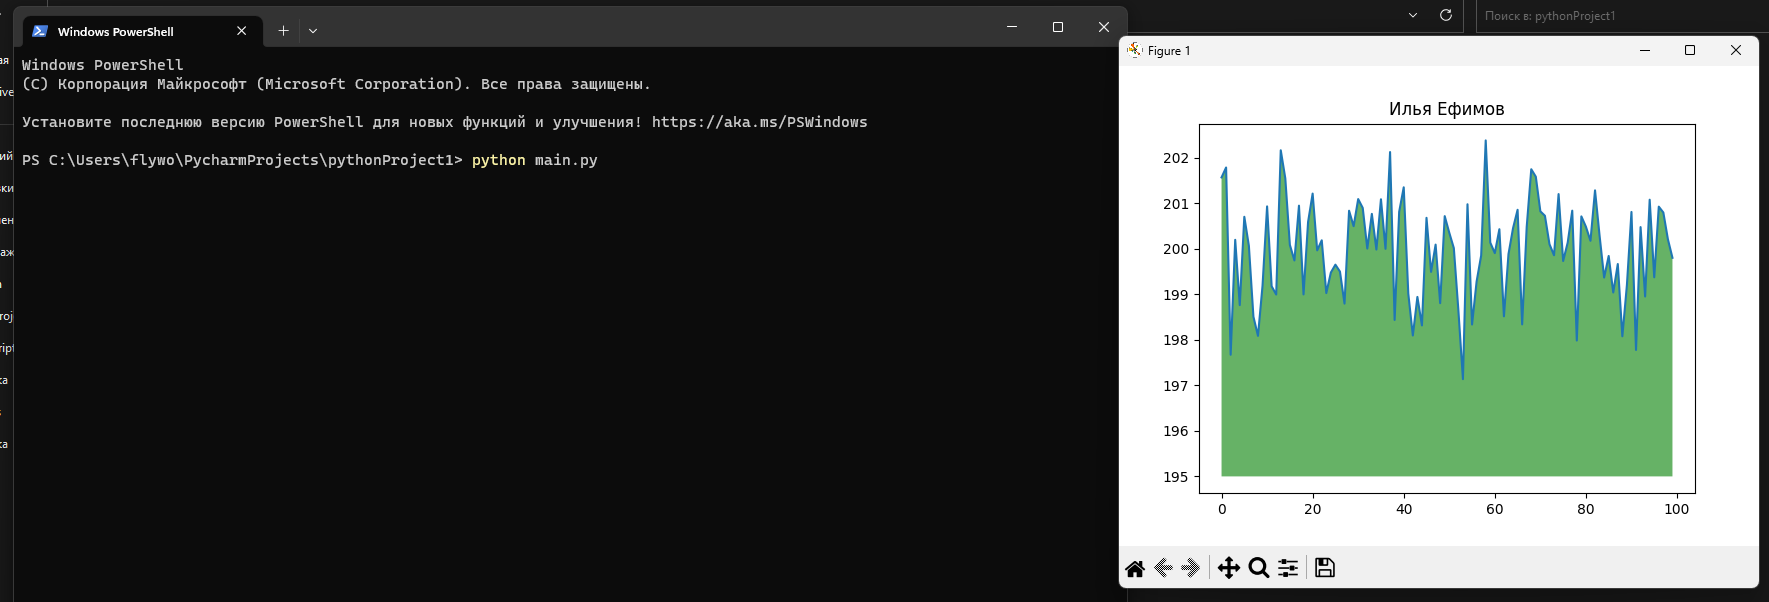 Windows PowerShell
Windows PowerShell
(C) Корпорация Майкрософт (Microsoft Corporation). Все права защищены.
Установите последнюю версию PowerShell для новых функций и улучшения! https://aka.ms/PSWindows
PS C:\Users\flywo\PycharmProjects\pythonProject1> python main.py
Поиск в: pythonProject1
Figure 1
Илья Ефимов
202
201
200
199
198
197
196
195
0 20 40 60 80 100